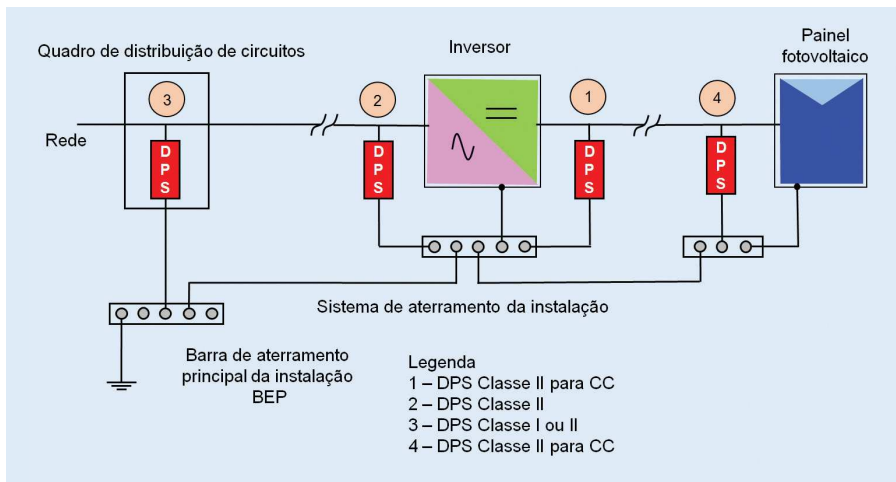 Quadro de distribuição de circuitos
Inversor
Painel
fotovoltaico
3
2
1
4
Rede
DPS
DPS
DPS
DPS
Sistema de aterramento da instalação
Barra de aterramento
principal da instalação
BEP
Legenda
1 – DPS Classe II para CC
2 – DPS Classe II
3 – DPS Classe I ou II
4 – DPS Classe II para CC